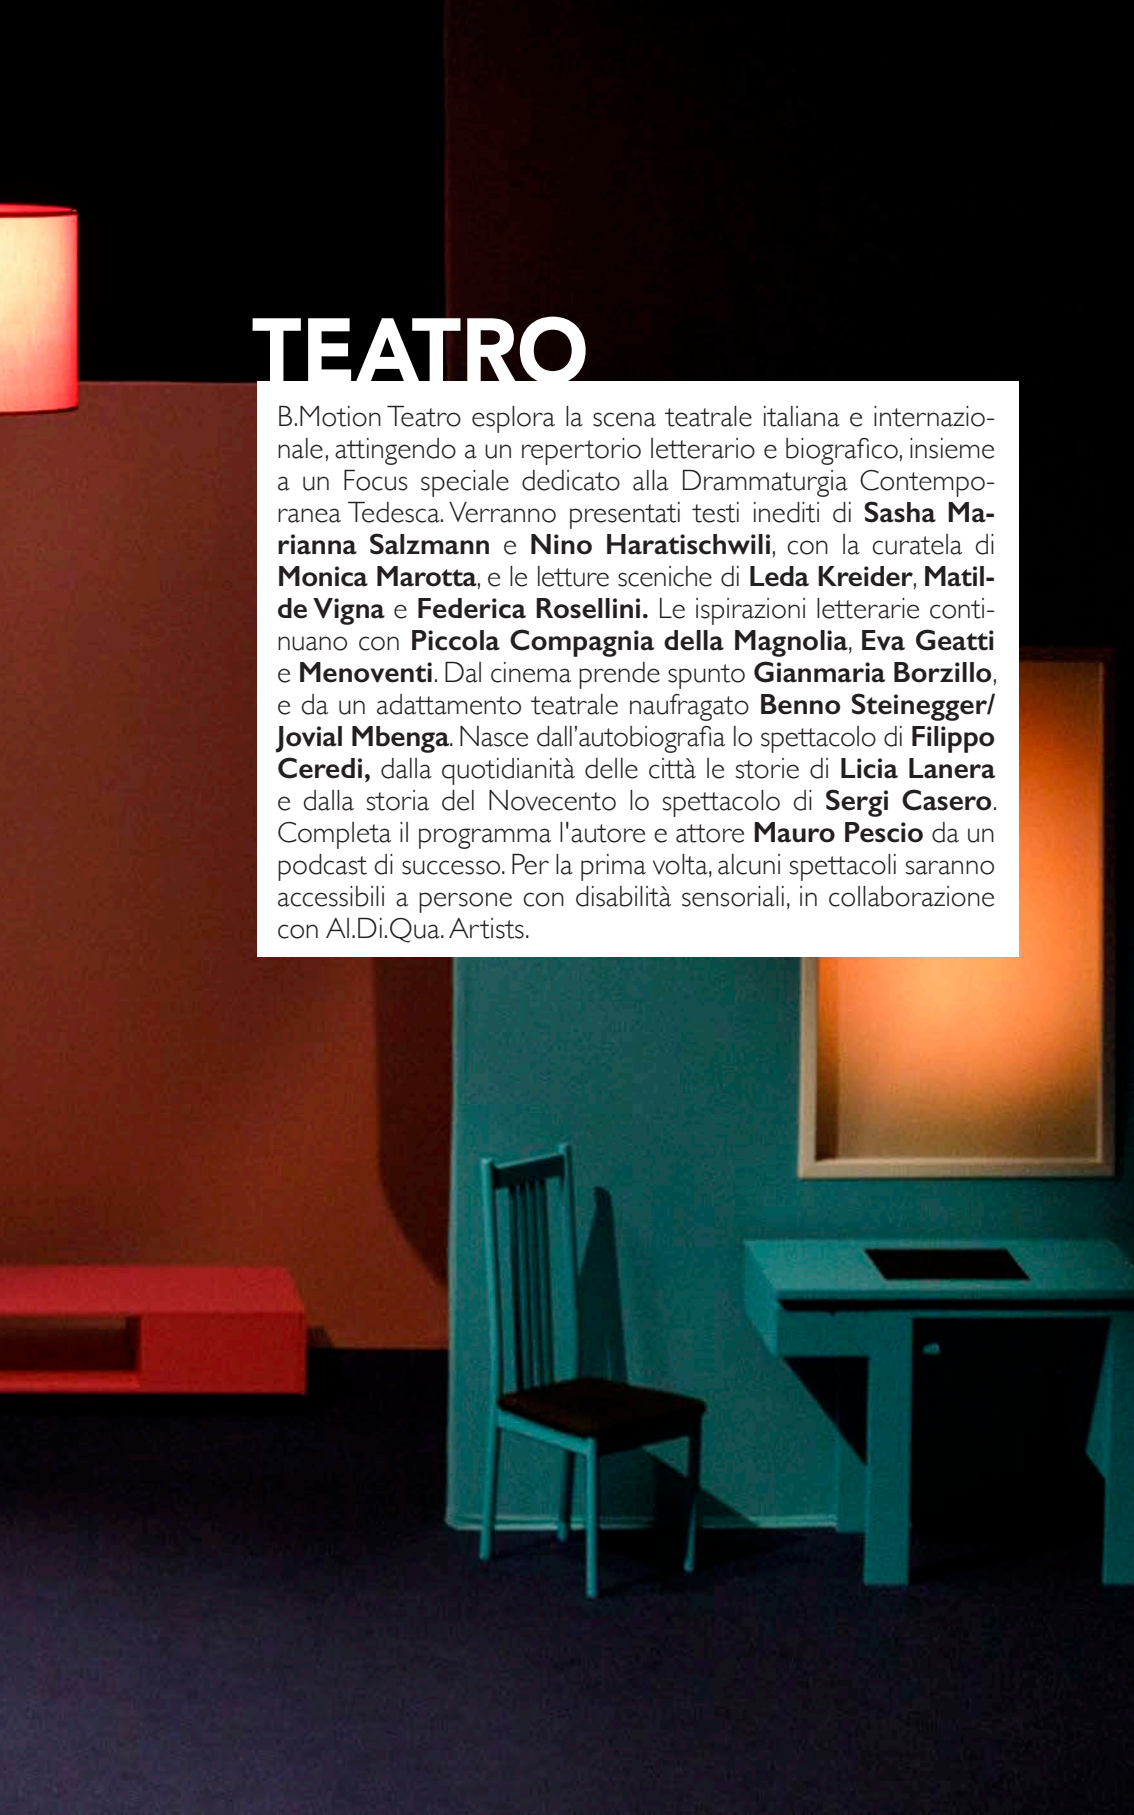 TEATRO
B.Motion Teatro esplora la scena teatrale italiana e internazio-
nale, attingendo a un repertorio letterario e biografico, insieme
a un Focus speciale dedicato alla Drammaturgia Contempo-
ranea Tedesca. Verranno presentati testi inediti di Sasha Ma-
rianna Salzmann e Nino Haratischwili, con la curatela di
Monica Marotta, e le letture sceniche di Leda Kreider, Matil-
de Vigna e Federica Rosellini. Le ispirazioni letterarie conti-
nuano con Piccola Compagnia della Magnolia, Eva Geatti
e Menoventi. Dal cinema prende spunto Gianmaria Borzillo,
e da un adattamento teatrale naufragato Benno Steinegger/
Jovial Mbenga. Nasce dall’autobiografia lo spettacolo di Filippo
Ceredi, dalla quotidianità delle città le storie di Licia Lanera
e dalla storia del Novecento lo spettacolo di Sergi Casero.
Completa il programma l'autore e attore Mauro Pescio da un
podcast di successo. Per la prima volta, alcuni spettacoli saranno
accessibili a persone con disabilità sensoriali, in collaborazione
con Al.Di.Qua. Artists.